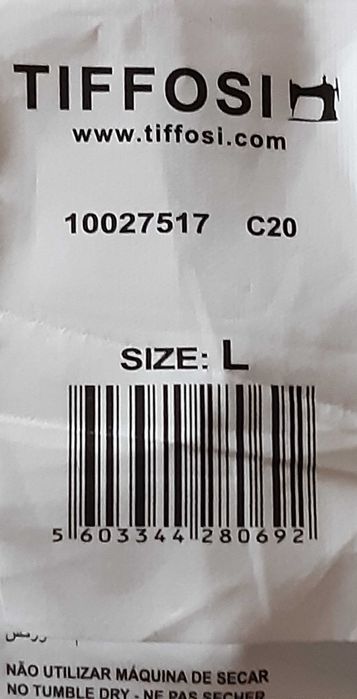 TIFFOSI
www.tiffosi.com
10027517 C20
SIZE: L
5 603344 280692
NÃO UTILIZAR MÁQUINA DE SECAR
NO TUMBLE DRY - NE PAS SECHER